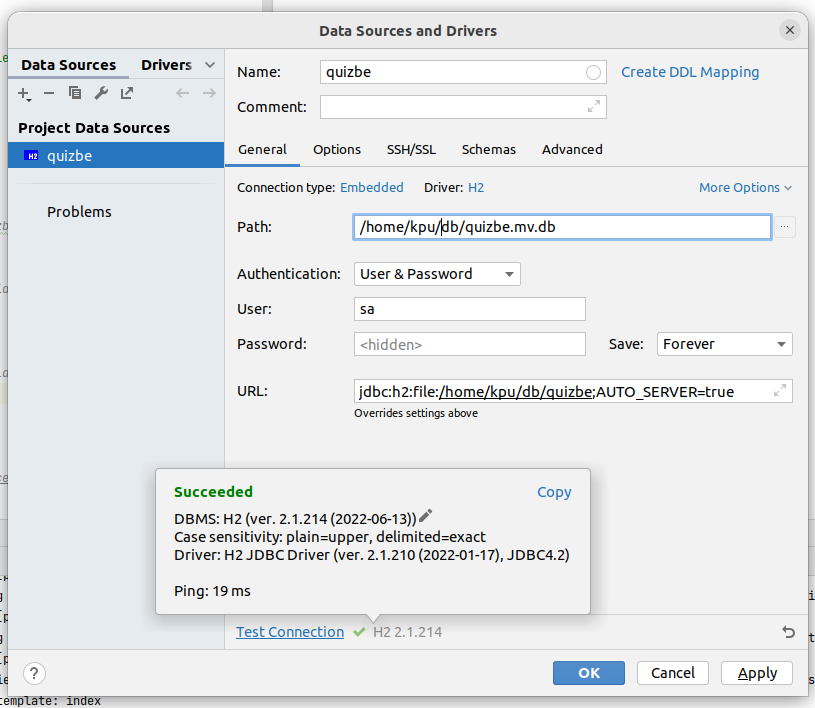 Data Sources and Drivers
Data Sources
Drivers
Project Data Sources
H2 quizbe
Problems
Name: quizbe Create DDL Mapping
Comment:
General Options SSH/SSL Schemas Advanced
Connection type: Embedded Driver: H2 More Options
Path: /home/kpu/db/quizbe.mv.db ...
Authentication: User & Password
User: sa
Password: <hidden> Save: Forever
URL: jdbc:h2:file:/home/kpu/db/quizbe;AUTO_SERVER=true
Overrides settings above
Succeeded Copy
DBMS: H2 (ver. 2.1.214 (2022-06-13))
Case sensitivity: plain=upper, delimited=exact
Driver: H2 JDBC Driver (ver. 2.1.210 (2022-01-17), JDBC4.2)
Ping: 19 ms
Test Connection H2 2.1.214
? OK Cancel Apply
template: index